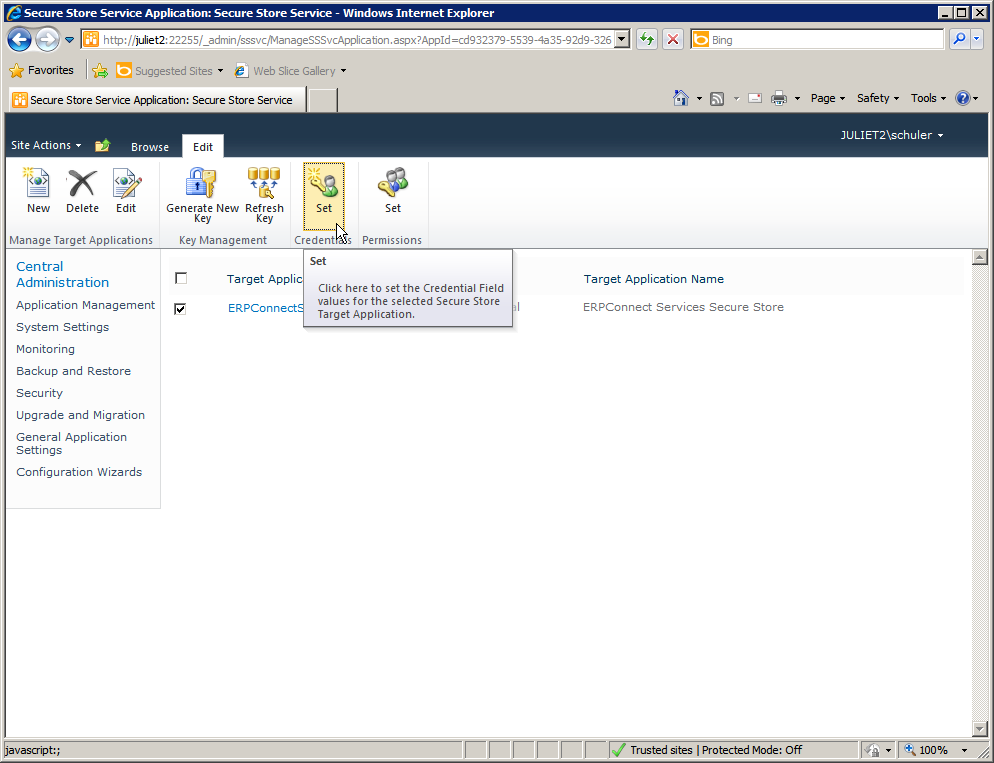 Secure Store Service Application: Secure Store Service - Windows Internet Explorer
http://juliet2:22255/_admin/sssvc/ManageSSSvcApplication.aspx?AppId=cd932379-5539-4a35-92d9-326
Bing
Favorites Suggested Sites Web Slice Gallery
Secure Store Service Application: Secure Store Service
Page Safety Tools
JULIET2\schuler
Site Actions Browse Edit
New Delete Edit Generate New Key Refresh Key Set Set
Manage Target Applications Key Management Credentials Permissions
Set
Click here to set the Credential Field
values for the selected Secure Store
Target Application.
Central
Administration
Application Management
System Settings
Monitoring
Backup and Restore
Security
Upgrade and Migration
General Application
Settings
Configuration Wizards
Target Applic Target Application Name
ERPConnectS l ERPConnect Services Secure Store
javascript:; Trusted sites | Protected Mode: Off 100%